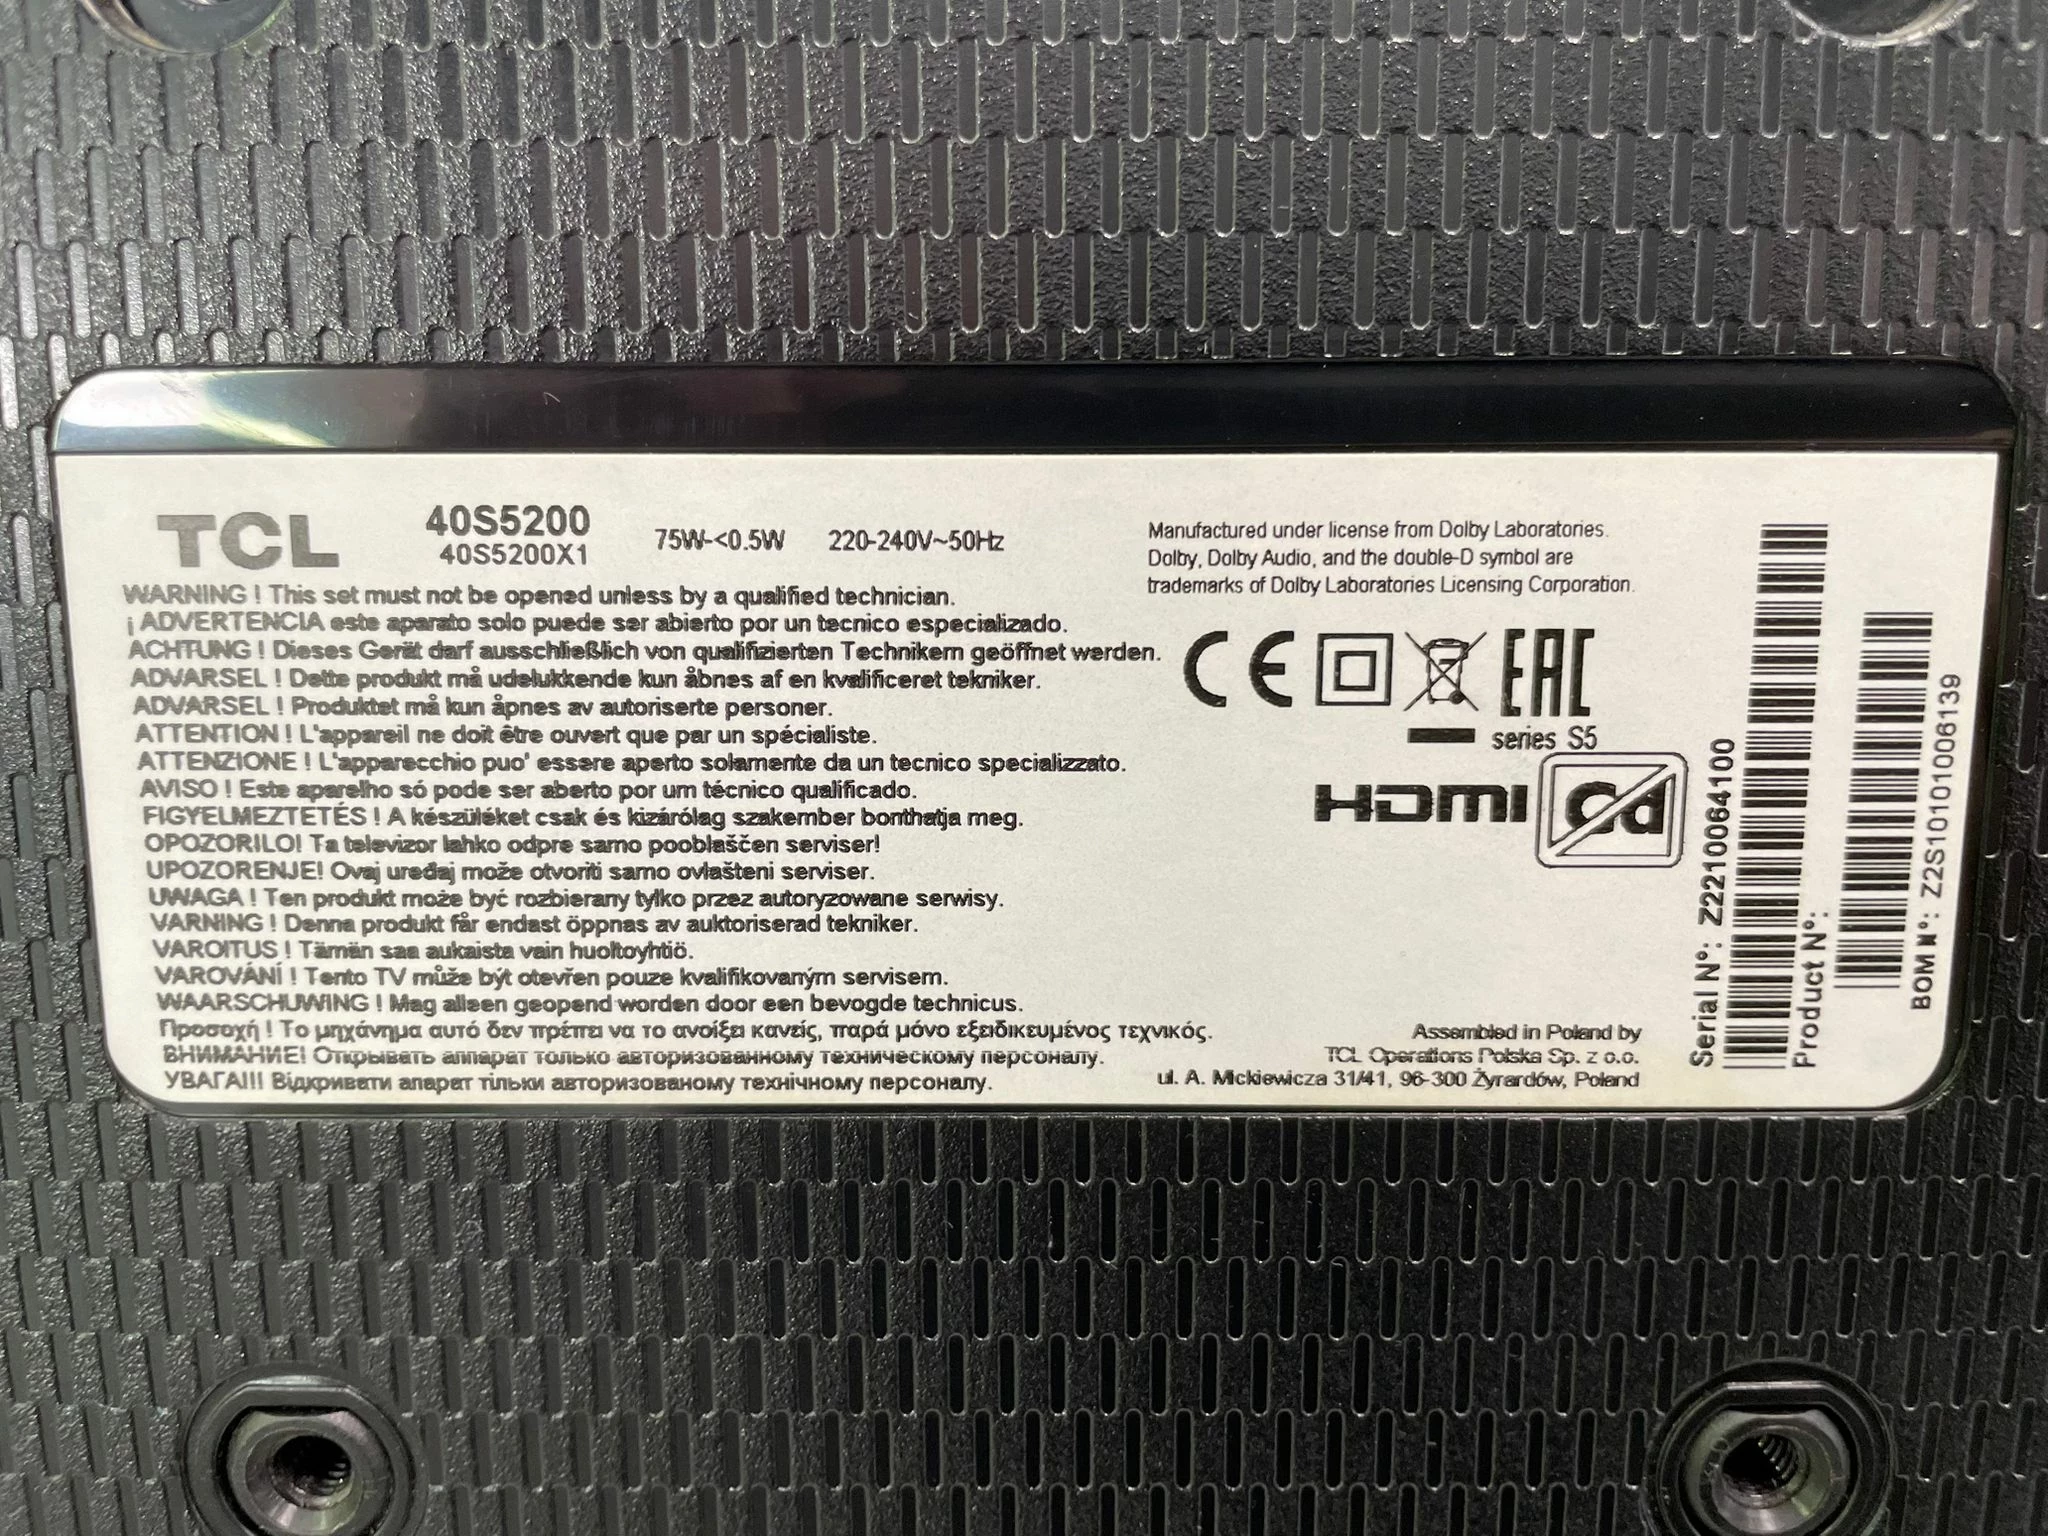 TCL
40S5200
40S5200X1
75W-<0.5W
220-240V~50Hz
WARNING ! This set must not be opened unless by a qualified technician.
¡ ADVERTENCIA este aparato solo puede ser abierto por un tecnico especializado.
ACHTUNG ! Dieses Gerät darf ausschließlich von qualifizierten Technikern geöffnet werden.
ADVARSEL ! Dette produkt må udelukkende kun åbnes af en kvalificeret tekniker.
ADVARSEL ! Produktet må kun åpnes av autoriserte personer.
ATTENTION ! L'appareil ne doit être ouvert que par un spécialiste.
ATTENZIONE ! L'apparecchio puo' essere aperto solamente da un tecnico specializzato.
AVISO ! Este aparelho só pode ser aberto por um técnico qualificado.
FIGYELMEZTETÉS ! A készüléket csak és kizárólag szakember bonthatja meg.
OPOZORILO! Ta televizor lahko odpre samo pooblaščen serviser!
UPOZORENJE! Ovaj uređaj može otvoriti samo ovlašteni serviser.
UWAGA ! Ten produkt może być rozbierany tylko przez autoryzowane serwisy.
VARNING ! Denna produkt får endast öppnas av auktoriserad tekniker.
VAROITUS ! Tämän saa aukaista vain huoltoyhtiö.
VAROVÁNÍ ! Tento TV může být otevřen pouze kvalifikovaným servisem.
WAARSCHUWING ! Mag alleen geopend worden door een bevogde technicus.
Προσοχή ! Το μηχάνημα αυτό δεν πρέπει να το ανοίξει κανείς, παρά μόνο εξειδικευμένος τεχνικός.
ВНИМАНИЕ! Открывать аппарат только авторизованному техническому персоналу.
УВАГА!!! Відкривати апарат тільки авторизованому технічному персоналу.
Manufactured under license from Dolby Laboratories.
Dolby, Dolby Audio, and the double-D symbol are
trademarks of Dolby Laboratories Licensing Corporation.
CE
EAC
series S5
HDMI
Pb
Assembled in Poland by
TCL Operations Polska Sp. z o.o.
ul. A. Mickiewicza 31/41, 96-300 Żyrardów, Poland
Serial N°: Z2210064100
Product N°:
BOM N°: Z2S10101006139